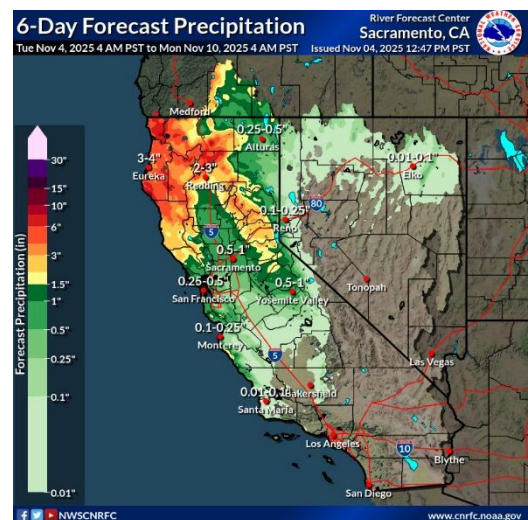 6-Day Forecast Precipitation
Tue Nov 4, 2025 4 AM PST to Mon Nov 10, 2025 4 AM PST
River Forecast Center
Sacramento, CA
Issued Nov 04, 2025 12:47 PM PST
Medford
0.25-0.5"
Alturas
0.01-0.1"
Elko
3-4"
Eureka
2-3"
Redding
0.1-0.25"
Reno
80
5
0.5-1"
Sacramento
0.25-0.5"
San Francisco
0.5-1"
Yosemite Valley
Tonopah
0.1-0.25"
Monterey
5
Las Vegas
0.01-0.1"
Santa Maria
Bakersfield
Los Angeles
10
Blythe
San Diego
Forecast Precipitation (in)
30"
15"
10"
6"
3"
1.5"
1"
0.5"
0.25"
0.1"
0.01"
NWSCNRFC
www.cnrfc.noaa.gov